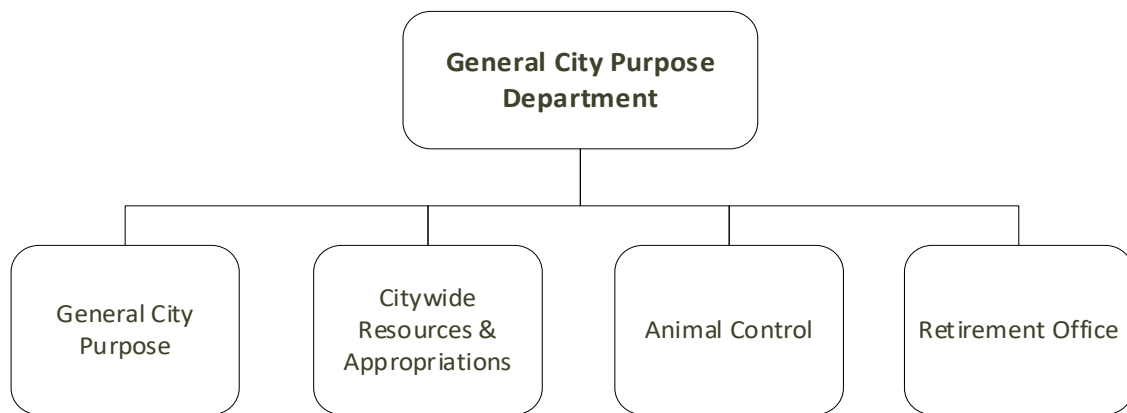 General City Purpose
Department
General City
Purpose
Citywide
Resources &
Appropriations
Animal Control
Retirement Office